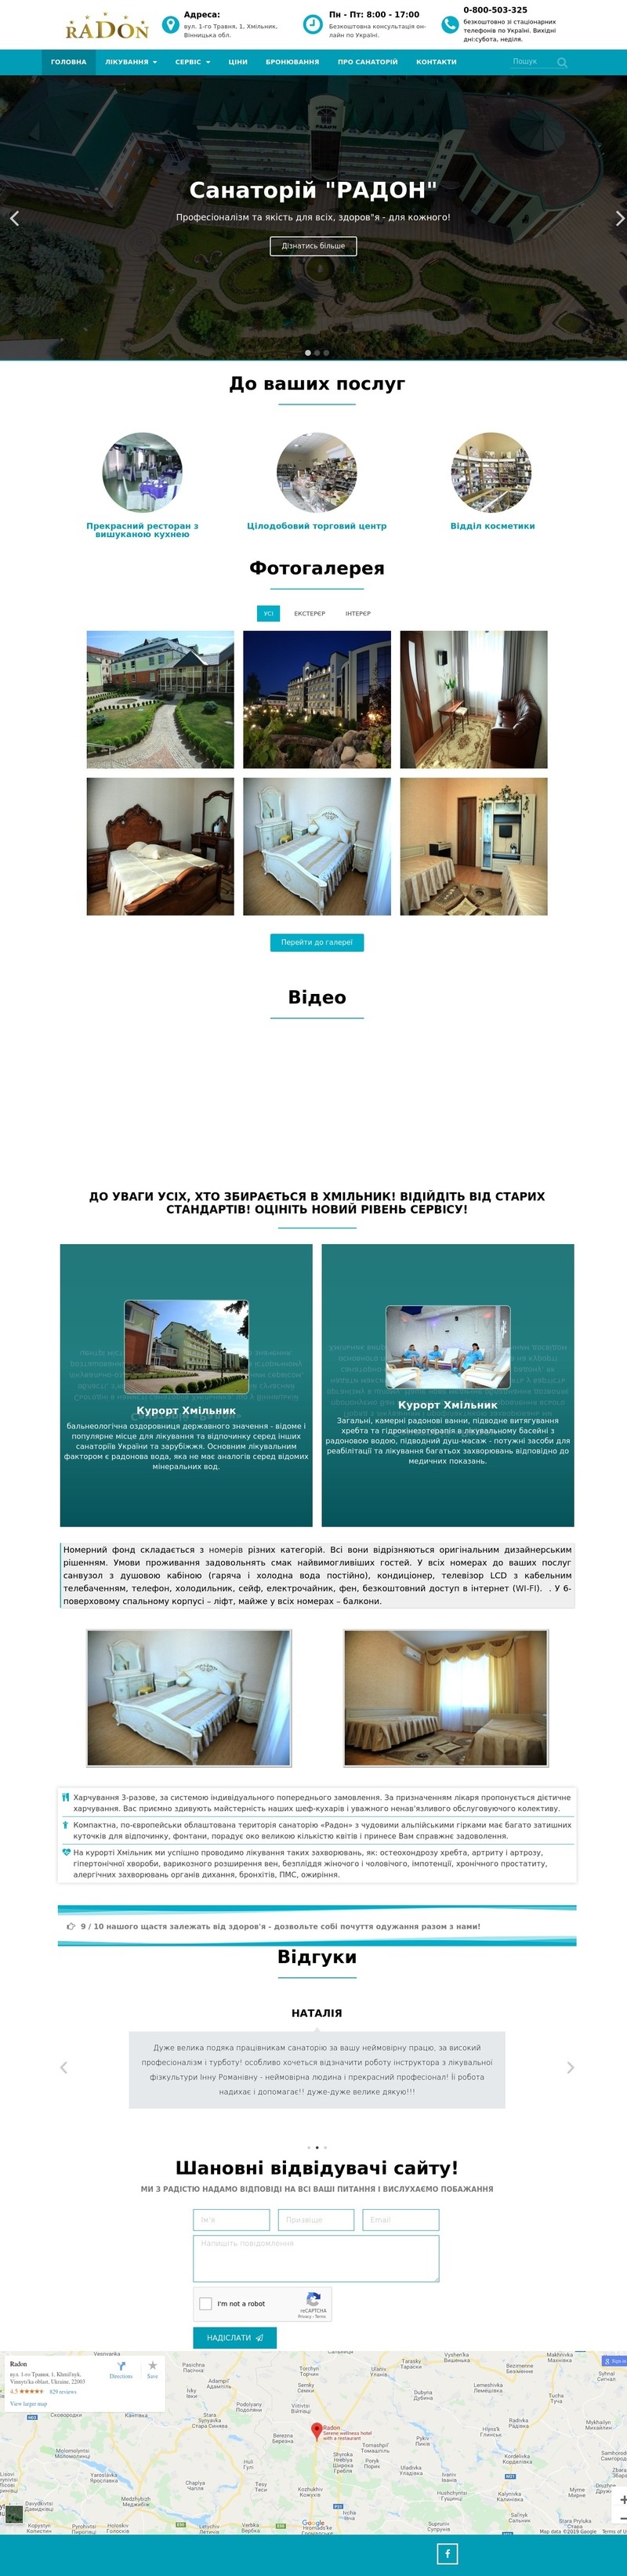 RADON
Адреса:
вул. 1-го Травня, 1, Хмільник,
Вінницька обл.
Пн - Пт: 8:00 - 17:00
Безкоштовна консультація он-
лайн по Україні.
0-800-503-325
безкоштовно зі стаціонарних
телефонів по Україні. Вихідні
дні:субота, неділя.
ГОЛОВНА ЛІКУВАННЯ СЕРВІС ЦІНИ БРОНЮВАННЯ ПРО САНАТОРІЙ КОНТАКТИ Пошук
Санаторій "РАДОН"
Професіоналізм та якість для всіх, здоров"я - для кожного!
Дізнатись більше
До ваших послуг
Прекрасний ресторан з
вишуканою кухнею
Цілодобовий торговий центр
Відділ косметики
Фотогалерея
УСІ ЕКСТЕРЄР ІНТЕРЄР
Перейти до галереї
Відео
ДО УВАГИ УСІХ, ХТО ЗБИРАЄТЬСЯ В ХМІЛЬНИК! ВІДІЙДІТЬ ВІД СТАРИХ
СТАНДАРТІВ! ОЦІНІТЬ НОВИЙ РІВЕНЬ СЕРВІСУ!
Курорт Хмільник
бальнеологічна оздоровниця державного значення - відоме і
популярне місце для лікування та відпочинку серед інших
санаторіїв України та зарубіжжя. Основним лікувальним
фактором є радонова вода, яка не має аналогів серед відомих
мінеральних вод.
Курорт Хмільник
Загальні, камерні радонові ванни, підводне витягування
хребта та гідрокінезотерапія в лікувальному басейні з
радоновою водою, підводний душ-масаж - потужні засоби для
реабілітації та лікування багатьох захворювань відповідно до
медичних показань.
Номерний фонд складається з номерів різних категорій. Всі вони відрізняються оригінальним дизайнерським
рішенням. Умови проживання задовольнять смак найвимогливіших гостей. У всіх номерах до ваших послуг
санвузол з душовою кабіною (гаряча і холодна вода постійно), кондиціонер, телевізор LCD з кабельним
телебаченням, телефон, холодильник, сейф, електрочайник, фен, безкоштовний доступ в інтернет (WI-FI). . У 6-
поверховому спальному корпусі – ліфт, майже у всіх номерах – балкони.
Харчування 3-разове, за системою індивідуального попереднього замовлення. За призначенням лікаря пропонується дієтичне
харчування. Вас приємно здивують майстерність наших шеф-кухарів і уважного ненав'язливого обслуговуючого колективу.
Компактна, по-європейськи облаштована територія санаторію «Радон» з чудовими альпійськими гірками має багато затишних
куточків для відпочинку, фонтани, порадує око великою кількістю квітів і принесе Вам справжнє задоволення.
На курорті Хмільник ми успішно проводимо лікування таких захворювань, як: остеохондрозу хребта, артриту і артрозу,
гіпертонічної хвороби, варикозного розширення вен, безпліддя жіночого і чоловічого, імпотенції, хронічного простатиту,
алергічних захворювань органів дихання, бронхітів, ПМС, ожиріння.
9 / 10 нашого щастя залежать від здоров'я - дозвольте собі почуття одужання разом з нами!
Відгуки
НАТАЛІЯ
Дуже велика подяка працівникам санаторію за вашу неймовірну працю, за високий
професіоналізм і турботу! особливо хочеться відзначити роботу інструктора з лікувальної
фізкультури Інну Романівну - неймовірна людина і прекрасний професіонал! Її робота
надихає і допомагає!! дуже-дуже велике дякую!!!
Шановні відвідувачі сайту!
МИ З РАДІСТЮ НАДАМО ВІДПОВІДІ НА ВСІ ВАШІ ПИТАННЯ І ВИСЛУХАЄМО ПОБАЖАННЯ
Ім'я Прізвище Email
Напишіть повідомлення
I'm not a robot
reCAPTCHA
Privacy - Terms
НАДІСЛАТИ
Radon
вул. 1-го Травня, 1, Khmil'nyk,
Vinnyts'ka oblast, Ukraine, 22003
4.5 829 reviews
View larger map
Directions
Save
Radon
Serene wellness hotel
with a restaurant
Google
Map data ©2019 Google Terms of U